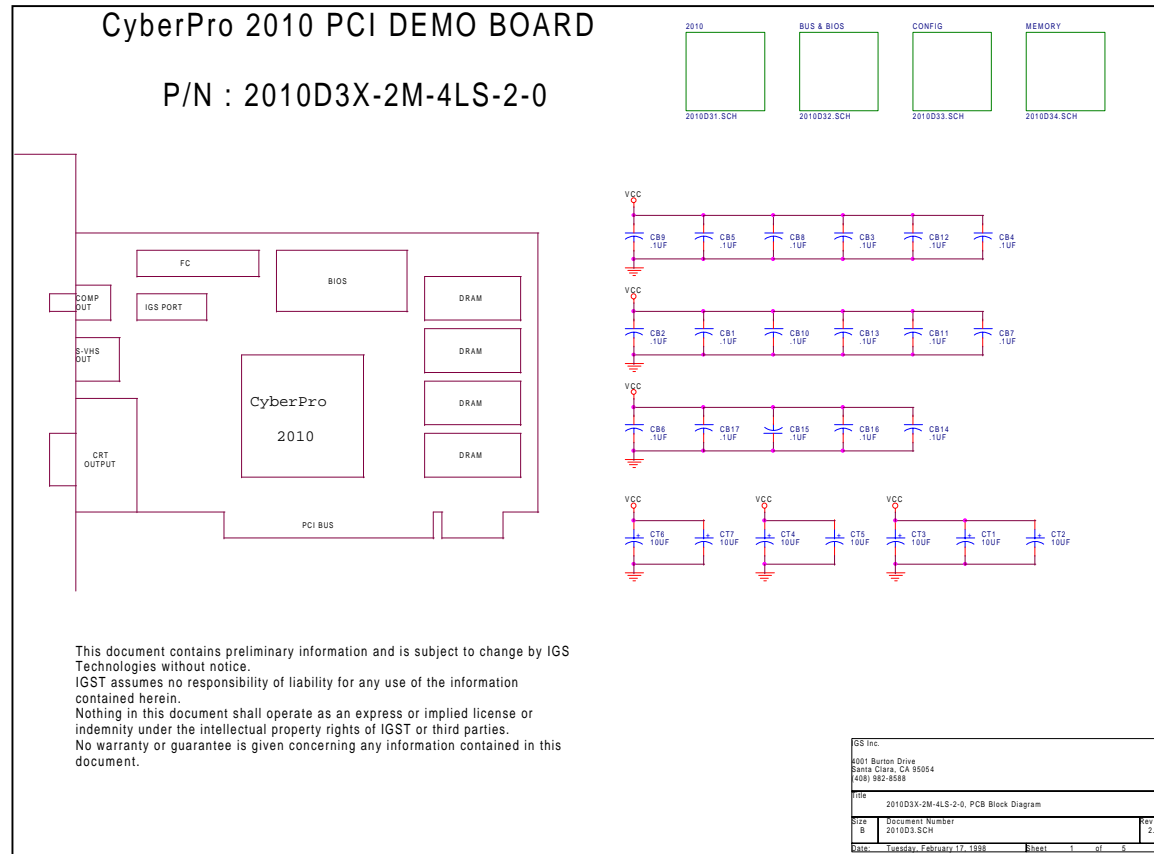 CyberPro 2010 PCI DEMO BOARD
P/N : 2010D3X-2M-4LS-2-0
2010
BUS & BIOS
CONFIG
MEMORY
2010D31.SCH
2010D32.SCH
2010D33.SCH
2010D34.SCH
FC
BIOS
COMP
OUT
IGS PORT
DRAM
S-VHS
OUT
DRAM
CyberPro
2010
DRAM
DRAM
CRT
OUTPUT
PCI BUS
VCC
CB9
.1UF
CB5
.1UF
CB8
.1UF
CB3
.1UF
CB12
.1UF
CB4
.1UF
VCC
CB2
.1UF
CB1
.1UF
CB10
.1UF
CB13
.1UF
CB11
.1UF
CB7
.1UF
VCC
CB6
.1UF
CB17
.1UF
CB15
.1UF
CB16
.1UF
CB14
.1UF
VCC
VCC
VCC
CT6
10UF
CT7
10UF
CT4
10UF
CT5
10UF
CT3
10UF
CT1
10UF
CT2
10UF
This document contains preliminary information and is subject to change by IGS
Technologies without notice.
IGST assumes no responsibility of liability for any use of the information
contained herein.
Nothing in this document shall operate as an express or implied license or
indemnity under the intellectual property rights of IGST or third parties.
No warranty or guarantee is given concerning any information contained in this
document.
IGS Inc.
4001 Burton Drive
Santa Clara, CA 95054
(408) 982-8588
Title
2010D3X-2M-4LS-2-0, PCB Block Diagram
Size
B
Document Number
2010D3.SCH
Rev
2.
Date: Tuesday, February 17, 1998 Sheet 1 of 5